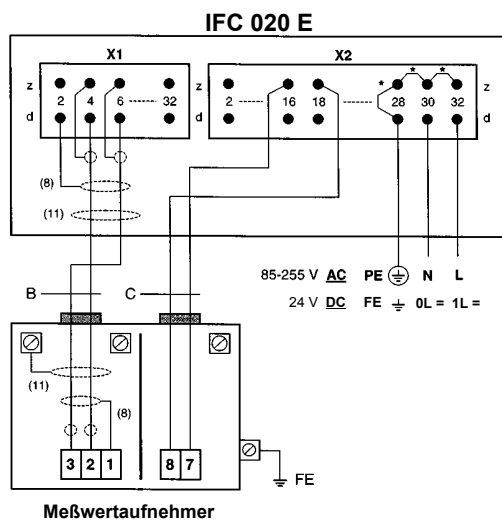 IFC 020 E
X1 X2
z 2 4 6 32 2 16 18 * 28 * 30 * 32 z
d d
(8)
(11)
85-255 V AC PE N L
24 V DC FE 0L = 1L =
B C
(11)
(8)
3 2 1 8 7
FE
Meßwertaufnehmer